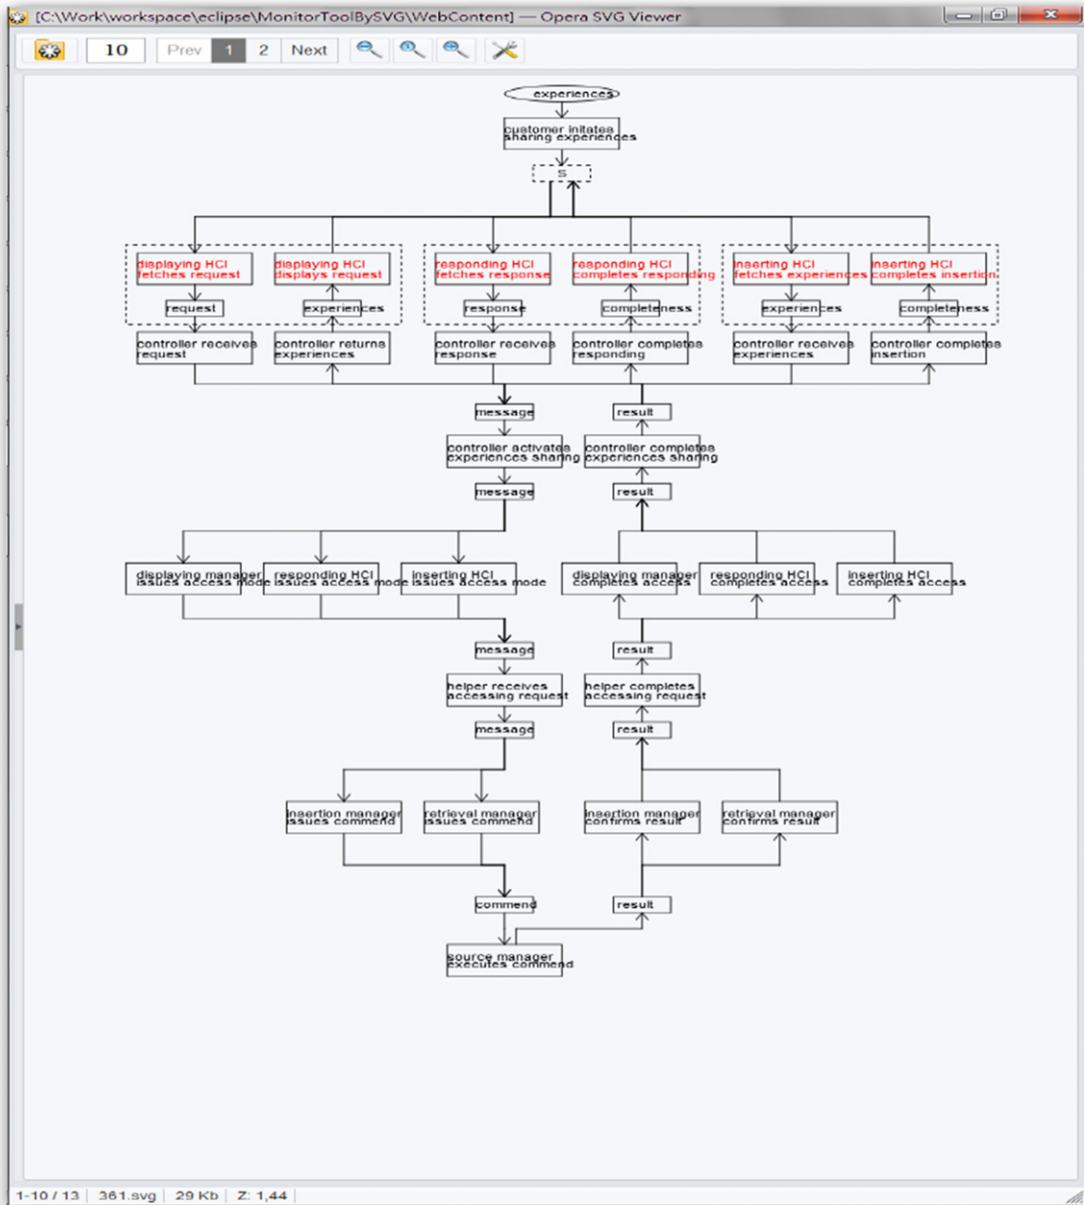 [C:\Work\workspace\eclipse\MonitorToolBySVG\WebContent] — Opera SVG Viewer
10 Prev 1 2 Next
experiences
customer initates
sharing experiences
S
displaying HCI
fetches request
displaying HCI
displays request
responding HCI
fetches response
responding HCI
completes responding
inserting HCI
fetches experiences
inserting HCI
completes insertion
request
experiences
response
completeness
experiences
completeness
controller receives
request
controller returns
experiences
controller receives
response
controller completes
responding
controller receives
experiences
controller completes
insertion
message
result
controller activates
experiences sharing
controller completes
experiences sharing
message
result
displaying manager
issues access mode
responding HCI
issues access mode
inserting HCI
issues access mode
displaying manager
completes access
responding HCI
completes access
inserting HCI
completes access
message
result
helper receives
accessing request
helper completes
accessing request
message
result
insertion manager
issues commend
retrieval manager
issues commend
insertion manager
confirms result
retrieval manager
confirms result
commend
result
source manager
executes commend
1-10 / 13 361.svg 29 Kb Z: 1,44